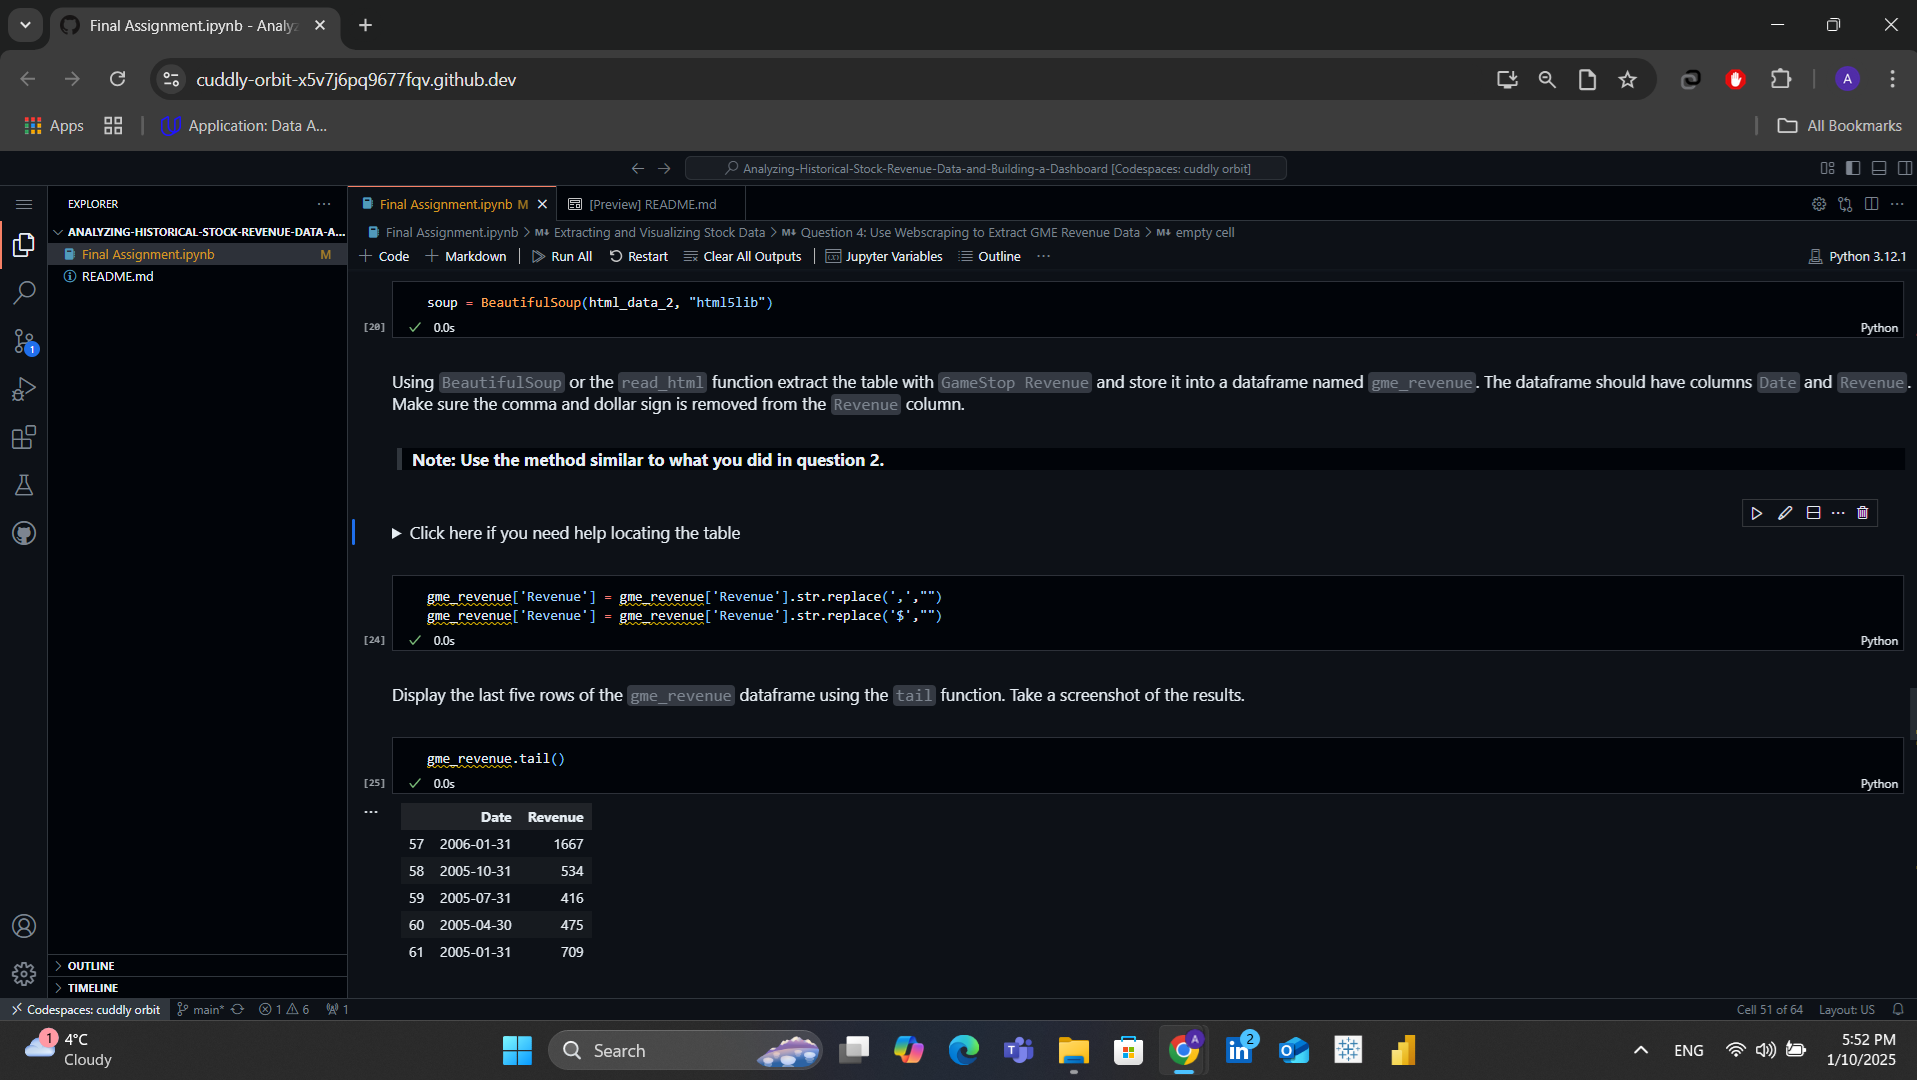 Final Assignment.ipynb - Analyz
cuddly-orbit-x5v7j6pq9677fqv.github.dev
A
Apps
Application: Data A...
All Bookmarks
Analyzing-Historical-Stock-Revenue-Data-and-Building-a-Dashboard [Codespaces: cuddly orbit]
EXPLORER
Final Assignment.ipynb M
[Preview] README.md
ANALYZING-HISTORICAL-STOCK-REVENUE-DATA-A...
Final Assignment.ipynb M
README.md
Final Assignment.ipynb > M↓ Extracting and Visualizing Stock Data > M↓ Question 4: Use Webscraping to Extract GME Revenue Data > M↓ empty cell
+ Code + Markdown Run All Restart Clear All Outputs Jupyter Variables Outline ...
Python 3.12.1
soup = BeautifulSoup(html_data_2, "html5lib")
[20] ✓ 0.0s Python
Using BeautifulSoup or the read_html function extract the table with GameStop Revenue and store it into a dataframe named gme_revenue. The dataframe should have columns Date and Revenue.
Make sure the comma and dollar sign is removed from the Revenue column.
Note: Use the method similar to what you did in question 2.
Click here if you need help locating the table
gme_revenue['Revenue'] = gme_revenue['Revenue'].str.replace(',',"")
gme_revenue['Revenue'] = gme_revenue['Revenue'].str.replace('$',"")
[24] ✓ 0.0s Python
Display the last five rows of the gme_revenue dataframe using the tail function. Take a screenshot of the results.
gme_revenue.tail()
[25] ✓ 0.0s Python
Date Revenue
57 2006-01-31 1667
58 2005-10-31 534
59 2005-07-31 416
60 2005-04-30 475
61 2005-01-31 709
1
OUTLINE
TIMELINE
Codespaces: cuddly orbit main* 1 6 1
Cell 51 of 64 Layout: US
1
4°C
Cloudy
Search
A
2
ENG
5:52 PM
1/10/2025